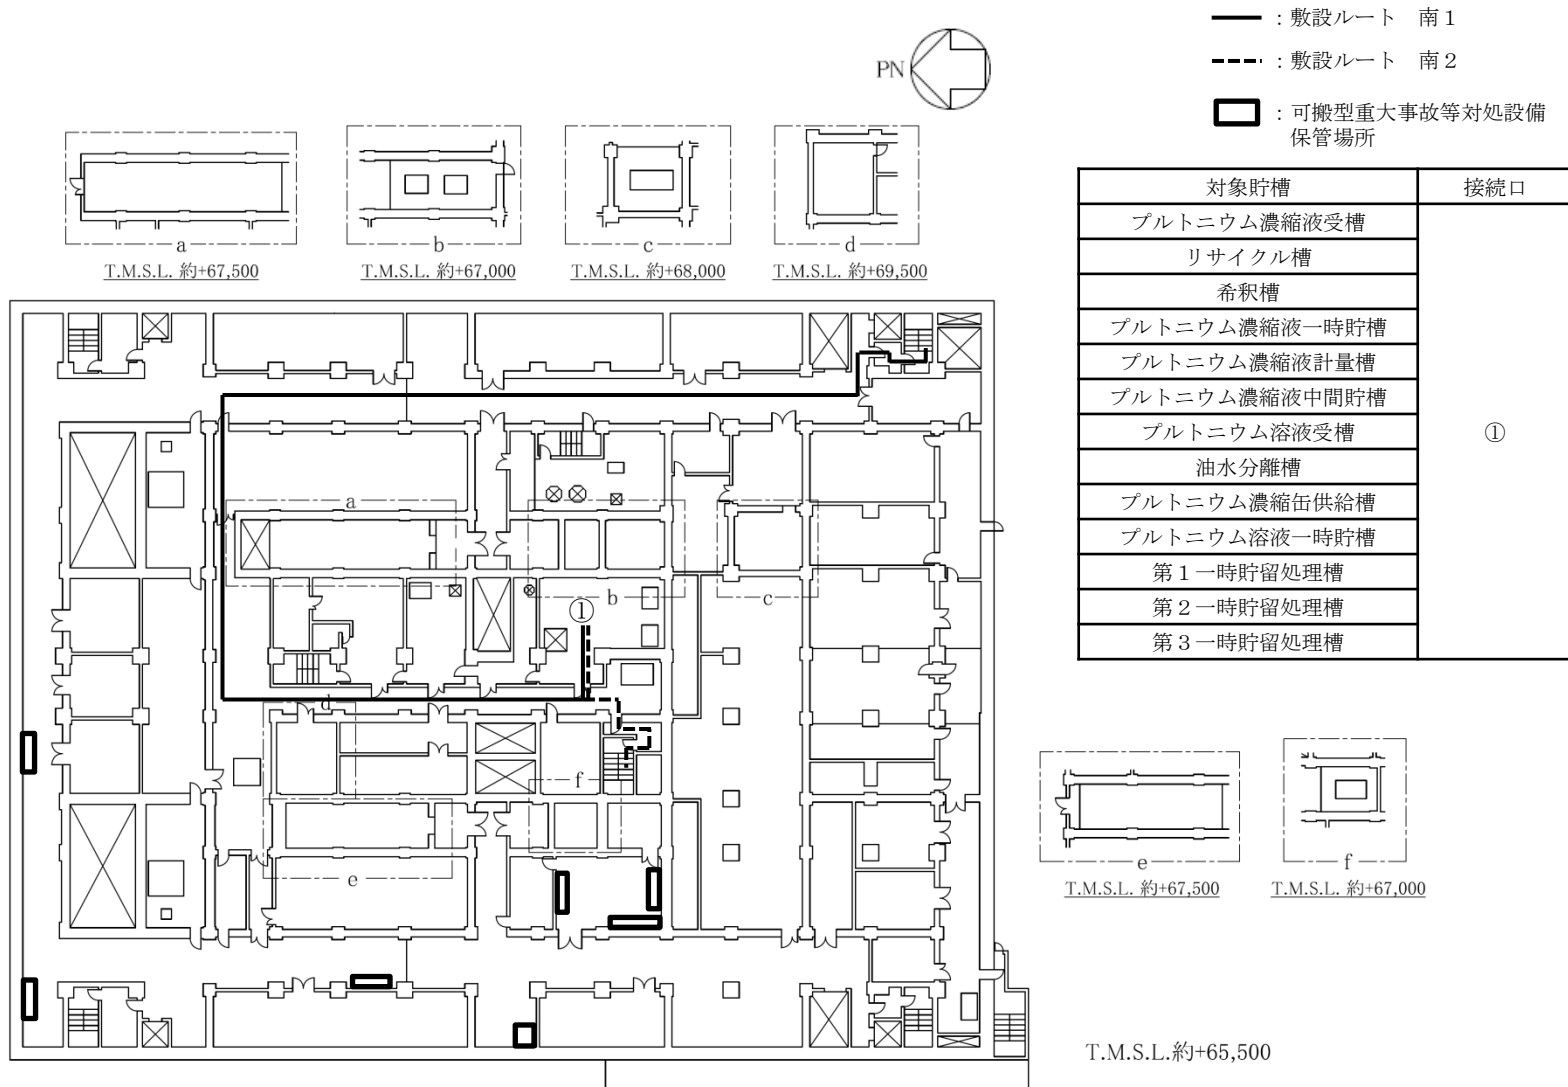 ：敷設ルート　南１
：敷設ルート　南２
：可搬型重大事故等対処設備
保管場所
PN
a
T.M.S.L. 約+67,500
b
T.M.S.L. 約+67,000
c
T.M.S.L. 約+68,000
d
T.M.S.L. 約+69,500
対象貯槽　接続口
プルトニウム濃縮液受槽
リサイクル槽
希釈槽
プルトニウム濃縮液一時貯槽
プルトニウム濃縮液計量槽
プルトニウム濃縮液中間貯槽
プルトニウム溶液受槽　①
油水分離槽
プルトニウム濃縮缶供給槽
プルトニウム溶液一時貯槽
第１一時貯留処理槽
第２一時貯留処理槽
第３一時貯留処理槽
a
b
c
①
d
f
e
e
T.M.S.L. 約+67,500
f
T.M.S.L. 約+67,000
T.M.S.L.約+65,500